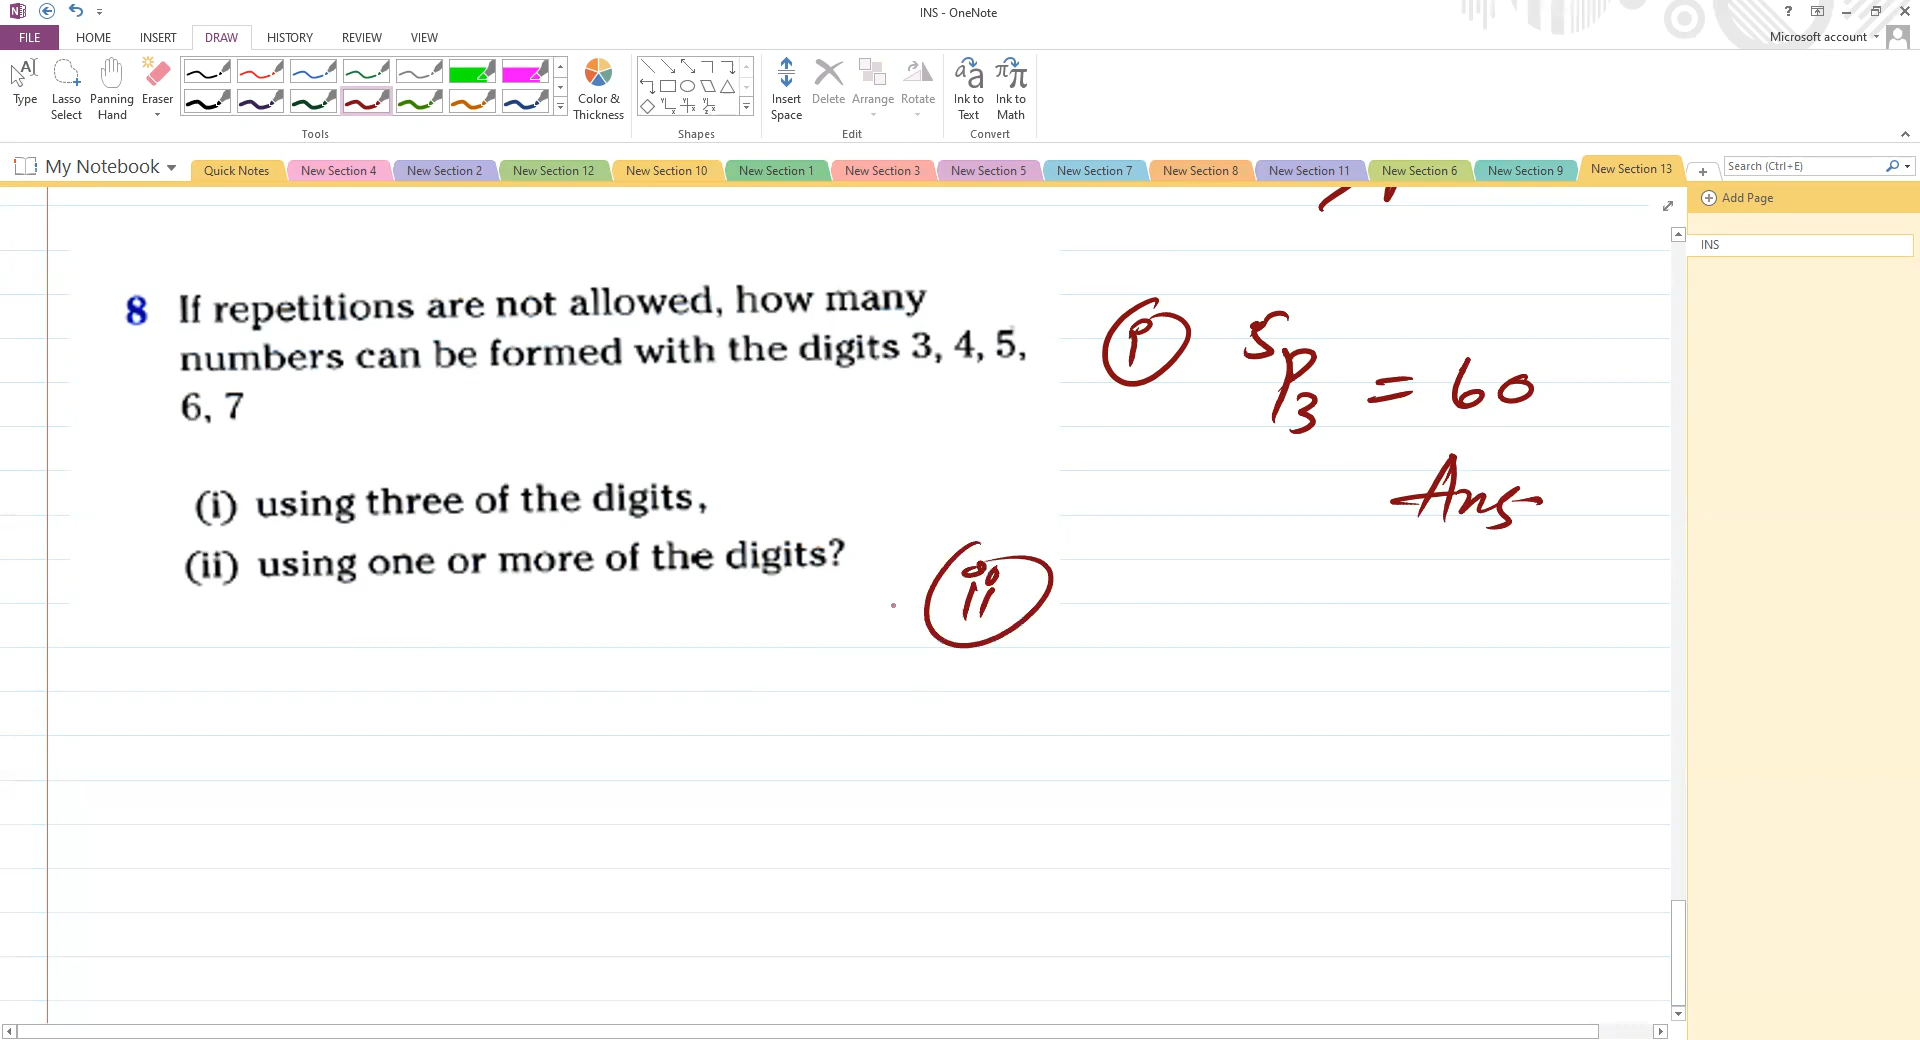 INS - OneNote
Microsoft account
FILE HOME INSERT DRAW HISTORY REVIEW VIEW
Type
Lasso Select
Panning Hand
Eraser
Color & Thickness
Insert Space
Delete
Arrange
Rotate
Ink to Text
Ink to Math
Tools
Shapes
Edit
Convert
My Notebook
Quick Notes New Section 4 New Section 2 New Section 12 New Section 10 New Section 1 New Section 3 New Section 5 New Section 7 New Section 8 New Section 11 New Section 6 New Section 9 New Section 13
Search (Ctrl+E)
Add Page
INS
8 If repetitions are not allowed, how many
numbers can be formed with the digits 3, 4, 5,
6, 7
(i) using three of the digits,
(ii) using one or more of the digits?
i 5P3 = 60
Ans
ii